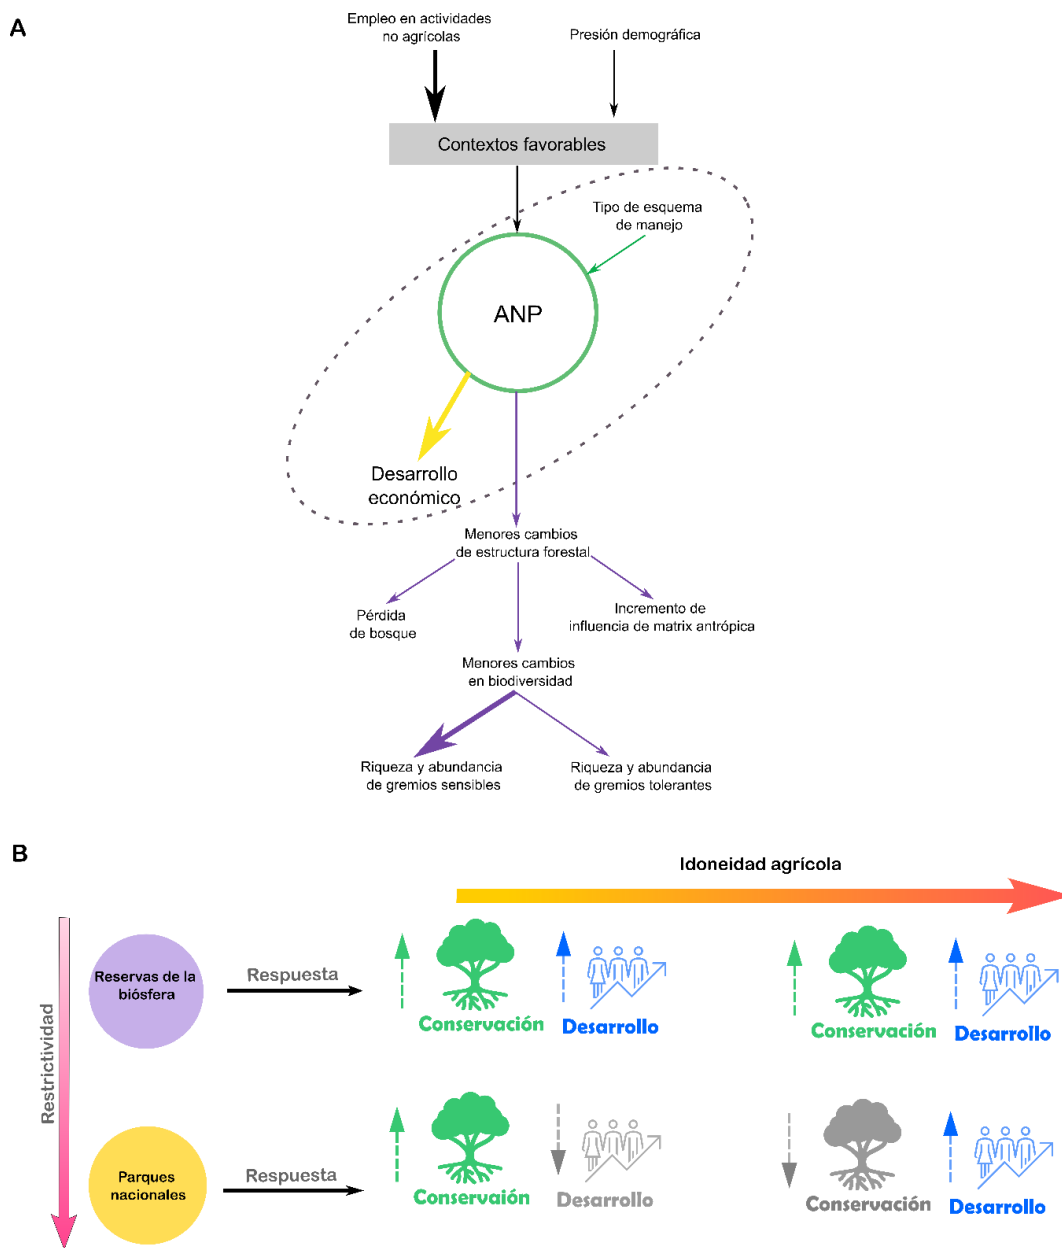 A
Empleo en actividades
no agrícolas
Presión demográfica
Contextos favorables
Tipo de esquema
de manejo
ANP
Desarrollo
económico
Menores cambios
de estructura forestal
Pérdida
de bosque
Incremento de
influencia de matrix antrópica
Menores cambios
en biodiversidad
Riqueza y abundancia
de gremios sensibles
Riqueza y abundancia
de gremios tolerantes
B
Idoneidad agrícola
Restrictividad
Reservas de la
biósfera
Respuesta
Conservación
Desarrollo
Conservación
Desarrollo
Parques
nacionales
Respuesta
Conservaión
Desarrollo
Conservación
Desarrollo